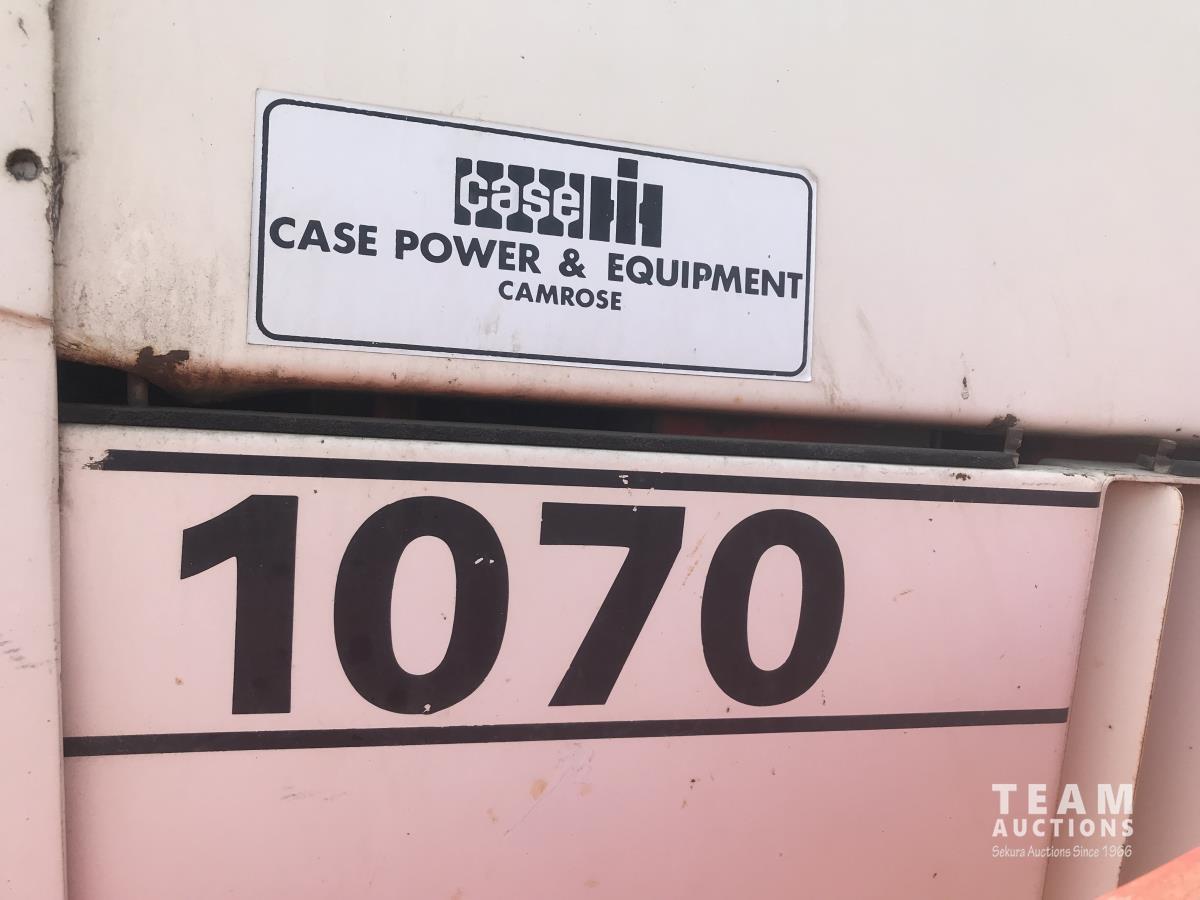 case IH
CASE POWER & EQUIPMENT
CAMROSE
1070
TEAM
AUCTIONS
Sekura Auctions Since 1966